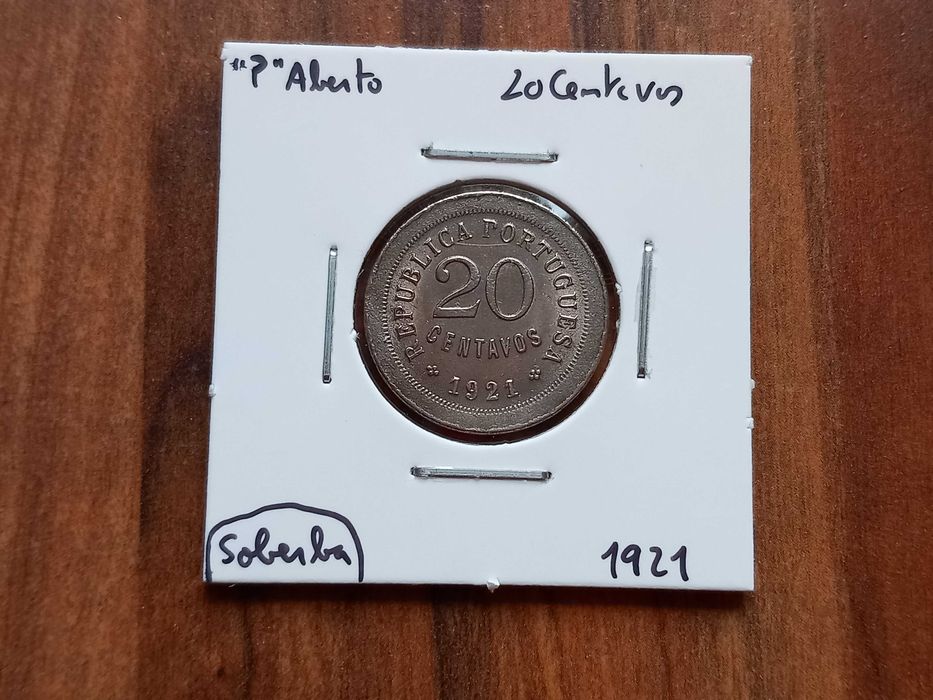 "P" Aberto
20 Centavos
REPUBLICA PORTUGUESA
20
CENTAVOS
1921
Soberba
1921